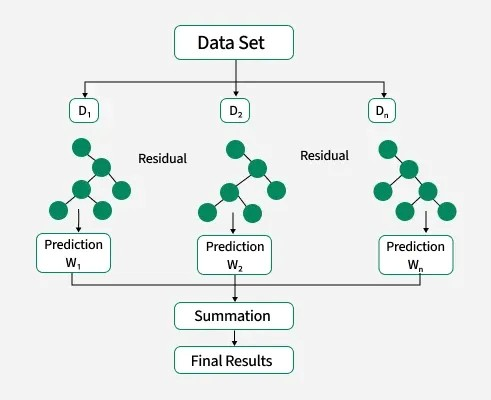 Data Set
D₁
D₂
Dₙ
Residual
Residual
Prediction
W₁
Prediction
W₂
Prediction
Wₙ
Summation
Final Results